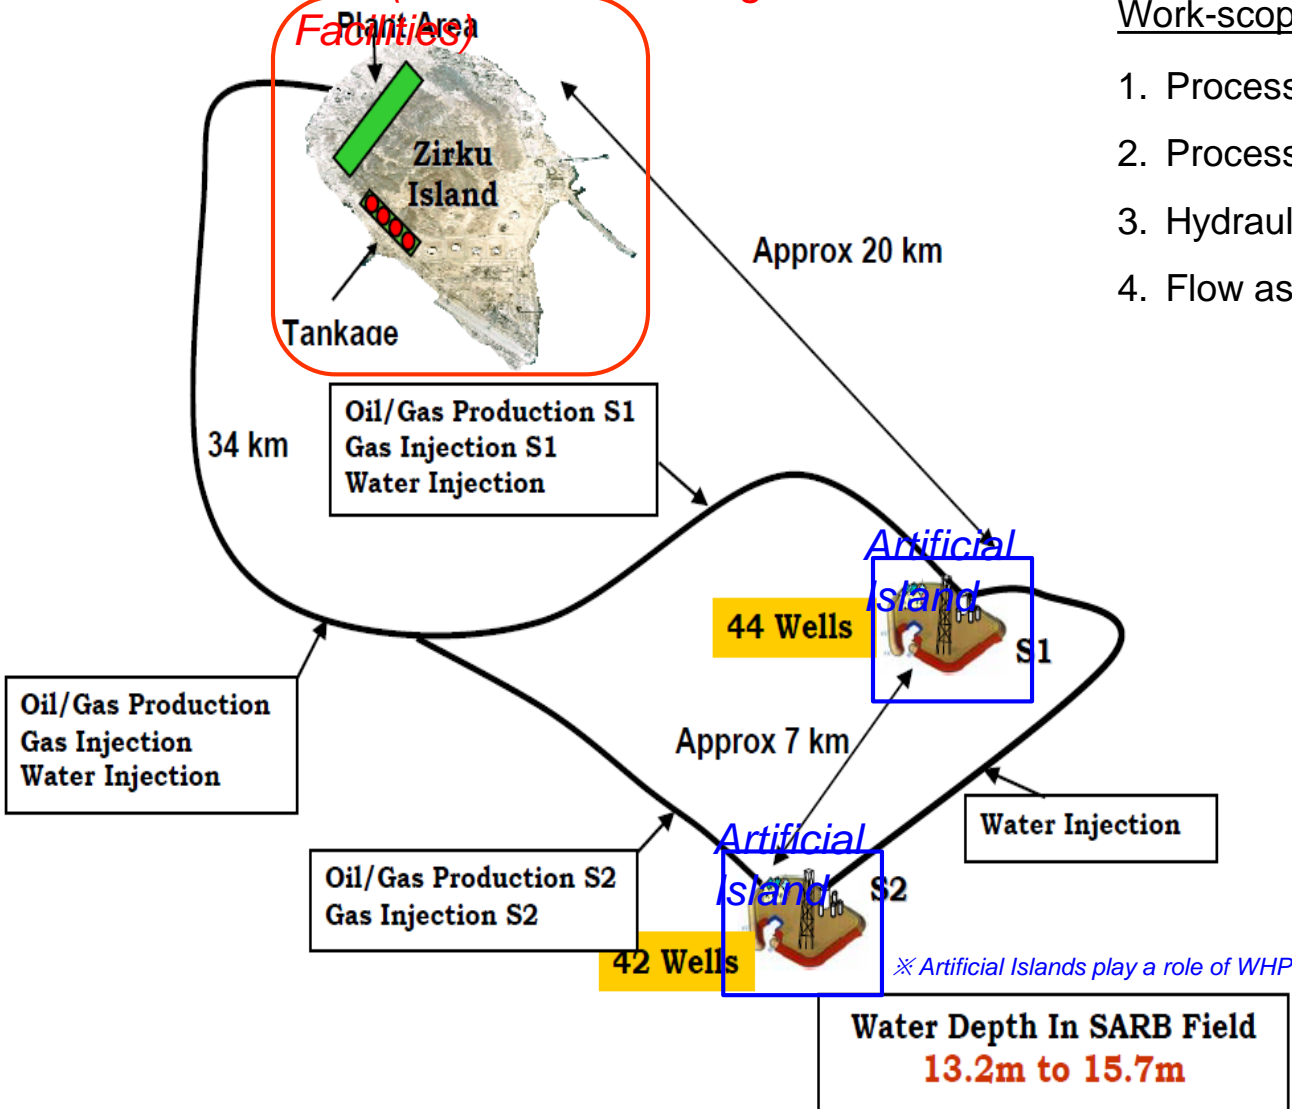 Facilities)
Plant Area
Zirku
Island
Tankage
Work-scop
1. Process
2. Process
3. Hydraul
4. Flow as
Approx 20 km
34 km
Oil/Gas Production S1
Gas Injection S1
Water Injection
Artificial
Island
44 Wells
S1
Oil/Gas Production
Gas Injection
Water Injection
Approx 7 km
Water Injection
Artificial
Island
S2
Oil/Gas Production S2
Gas Injection S2
42 Wells
※ Artificial Islands play a role of WHP
Water Depth In SARB Field
13.2m to 15.7m